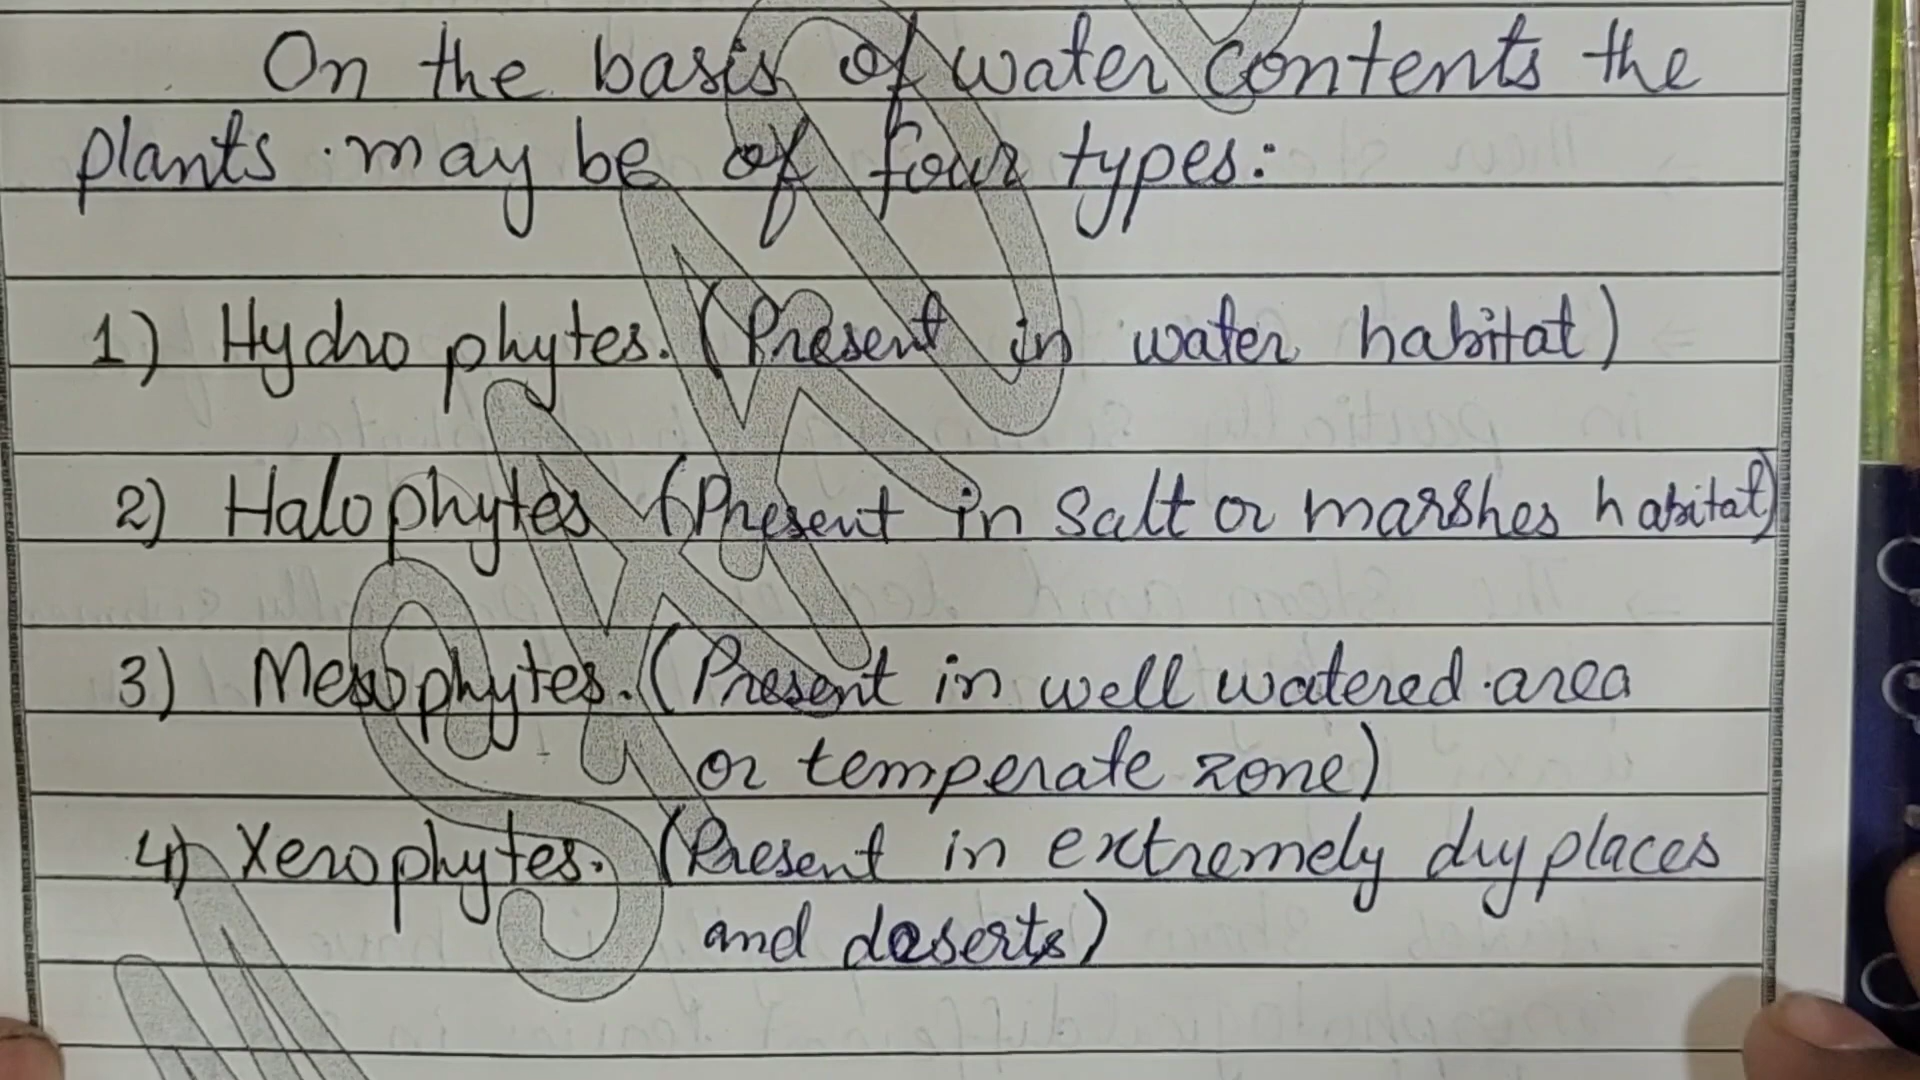 On the basis of water contents the
plants may be of four types:
1) Hydro phytes. (Present in water habitat)
2) Halophytes. (Present in salt or marshes habitat)
3) Mesophytes. (Present in well watered area
or temperate zone)
4) Xerophytes. (Present in extremely dry places
and deserts)